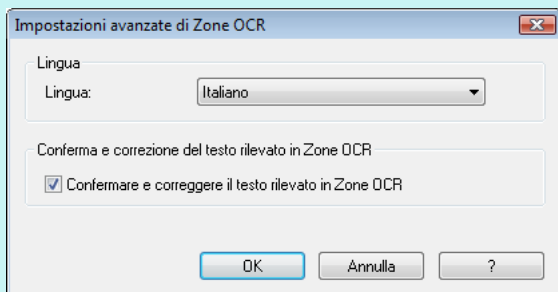 Impostazioni avanzate di Zone OCR
Lingua
Lingua: Italiano
Conferma e correzione del testo rilevato in Zone OCR
Confermare e correggere il testo rilevato in Zone OCR
OK Annulla ?